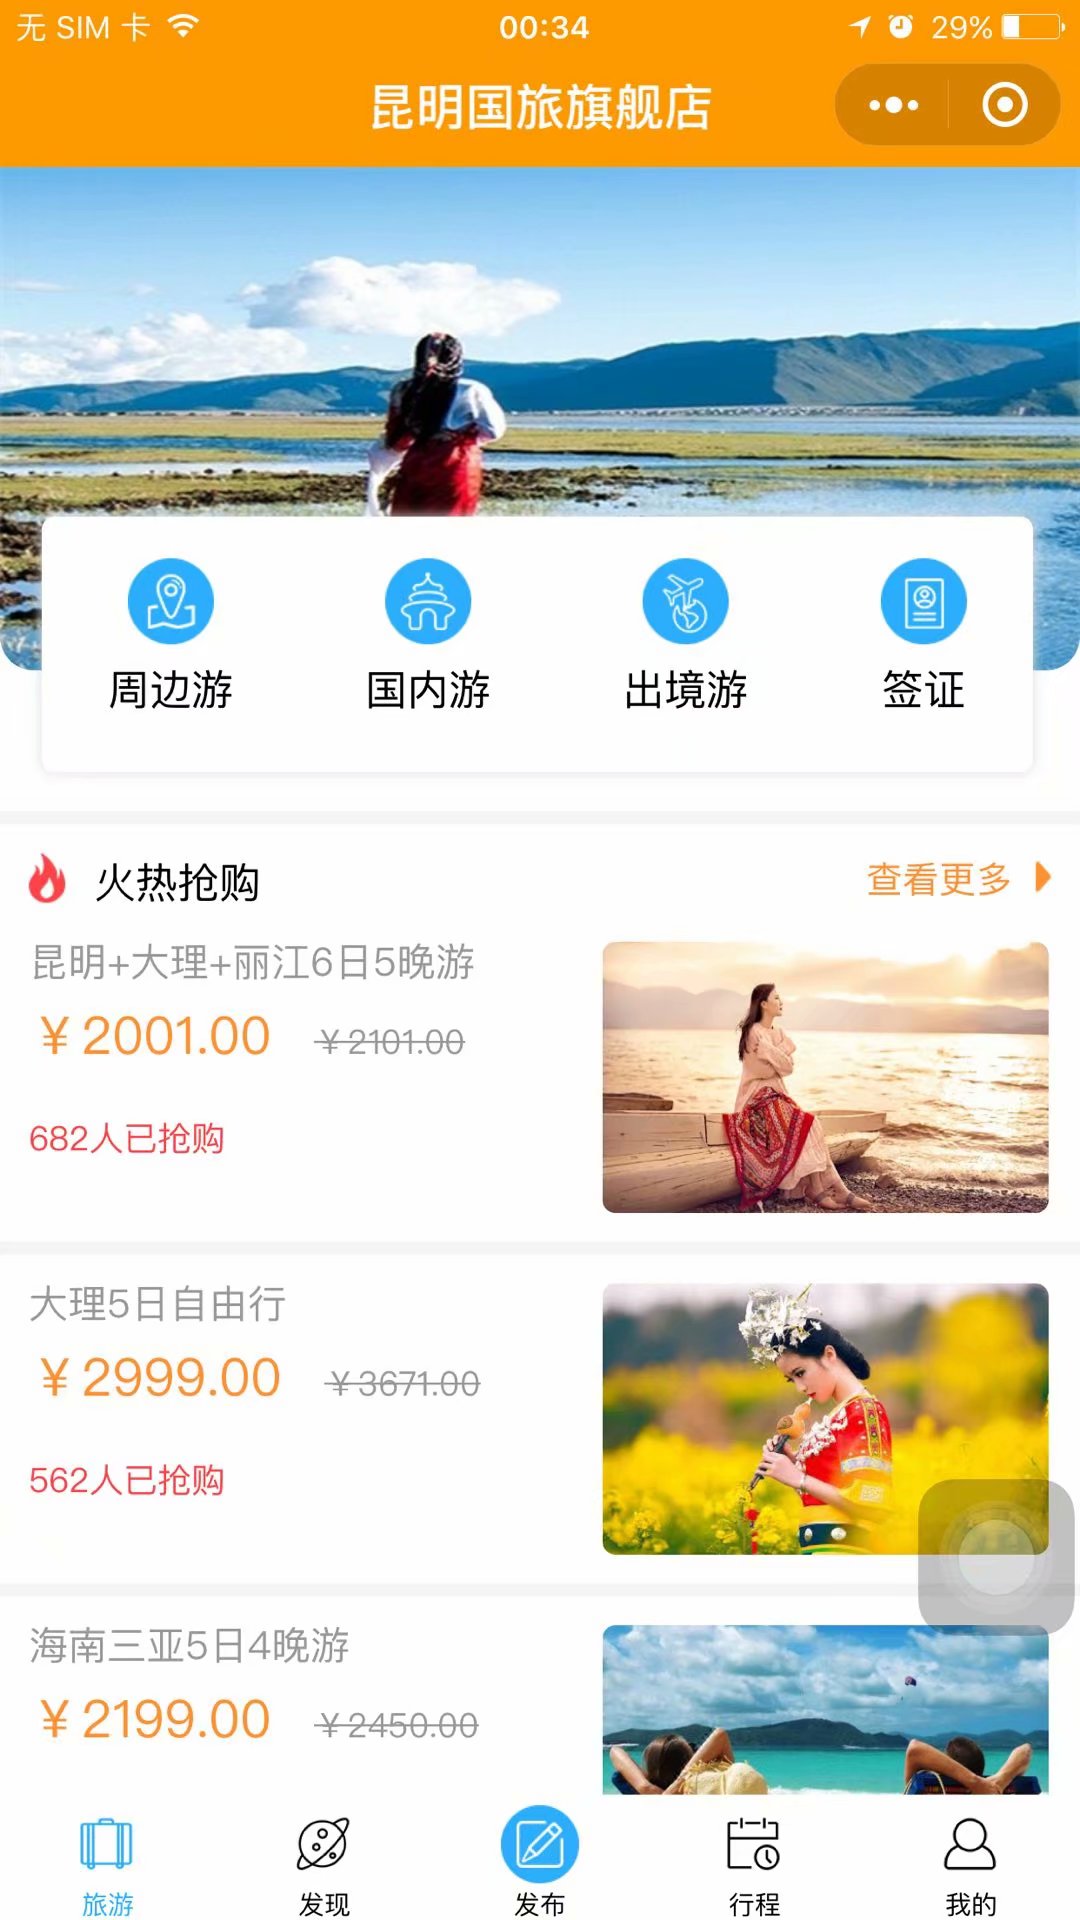 无 SIM 卡
00:34
29%
昆明国旅旗舰店
周边游 国内游 出境游 签证
火热抢购
查看更多
昆明+大理+丽江6日5晚游
¥2001.00 ¥2101.00
682人已抢购
大理5日自由行
¥2999.00 ¥3671.00
562人已抢购
海南三亚5日4晚游
¥2199.00 ¥2450.00
旅游 发现 发布 行程 我的